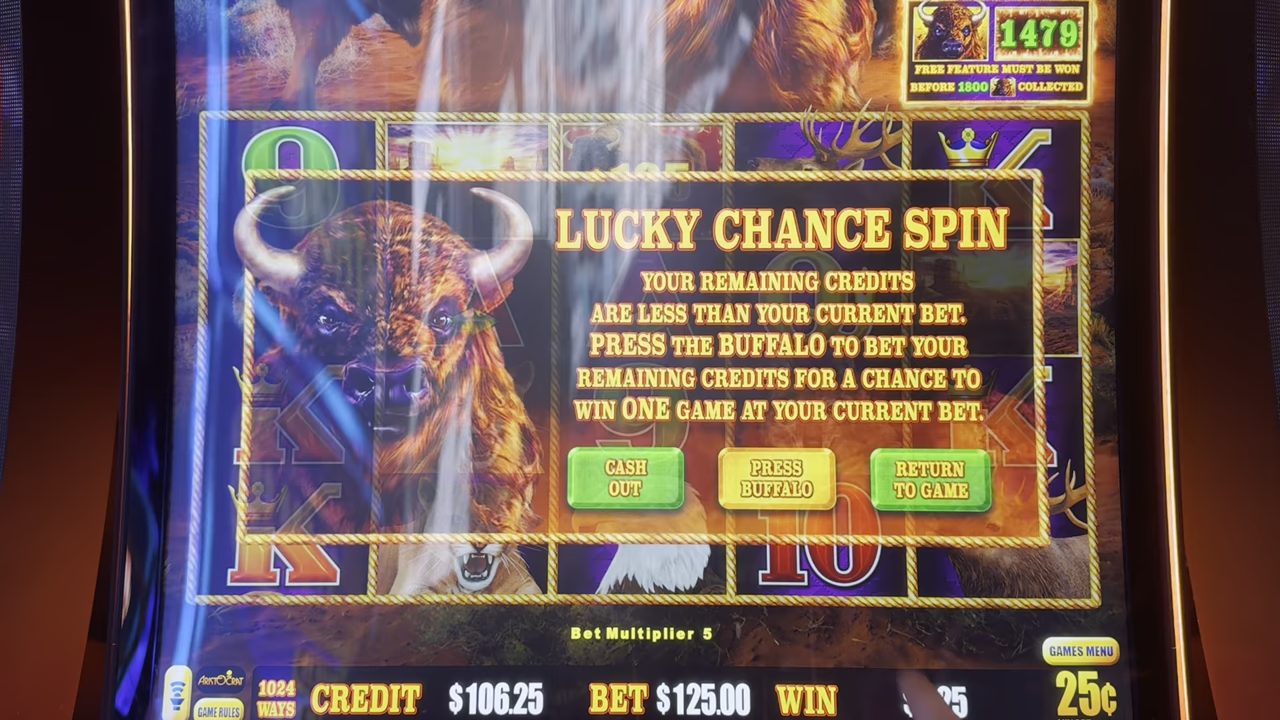 1479
FREE FEATURE MUST BE WON
BEFORE 1800 COLLECTED
9
K
LUCKY CHANCE SPIN
YOUR REMAINING CREDITS
ARE LESS THAN YOUR CURRENT BET.
PRESS THE BUFFALO TO BET YOUR
REMAINING CREDITS FOR A CHANCE TO
WIN ONE GAME AT YOUR CURRENT BET.
CASH
OUT
PRESS
BUFFALO
RETURN
TO GAME
K
K
A
9
K
K
10
Bet Multiplier 5
GAMES MENU
ARISTOCRAT
GAME RULES
1024
WAYS
CREDIT $106.25
BET $125.00
WIN
25¢